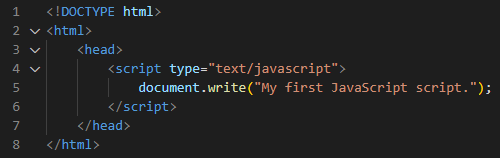 1 <!DOCTYPE html>
2 <html>
3 <head>
4 <script type="text/javascript">
5 document.write("My first JavaScript script.");
6 </script>
7 </head>
8 </html>